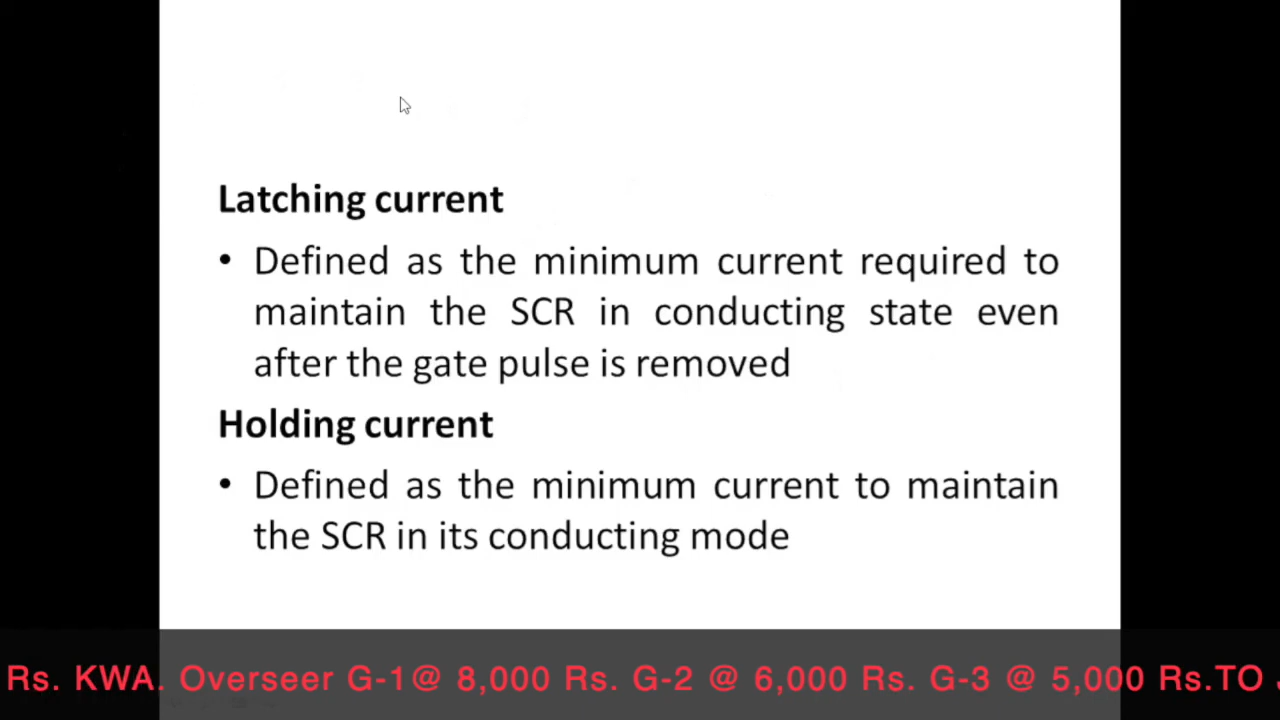 Latching current
• Defined as the minimum current required to
maintain the SCR in conducting state even
after the gate pulse is removed
Holding current
• Defined as the minimum current to maintain
the SCR in its conducting mode
Rs. KWA. Overseer G-1@ 8,000 Rs. G-2 @ 6,000 Rs. G-3 @ 5,000 Rs.TO